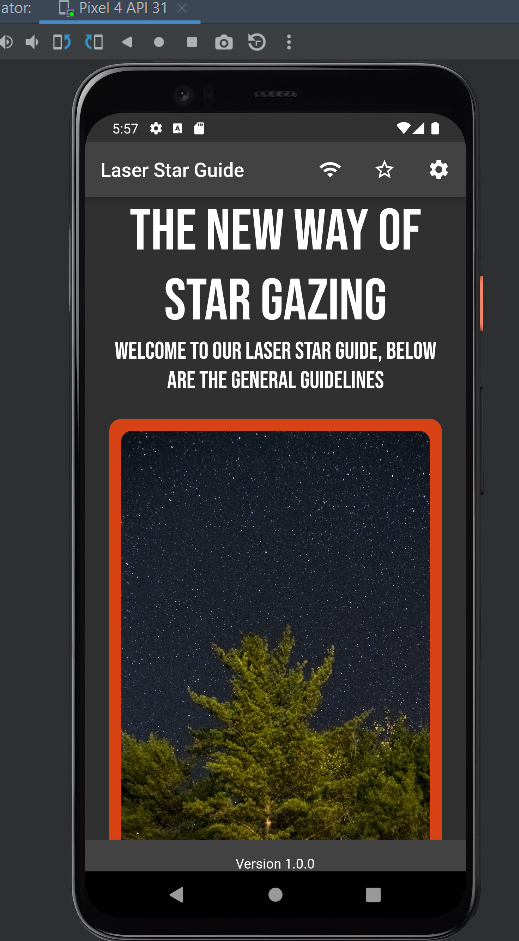 ator:
Pixel 4 API 31
5:57
A
Laser Star Guide
THE NEW WAY OF
STAR GAZING
WELCOME TO OUR LASER STAR GUIDE, BELOW
ARE THE GENERAL GUIDELINES
Version 1.0.0